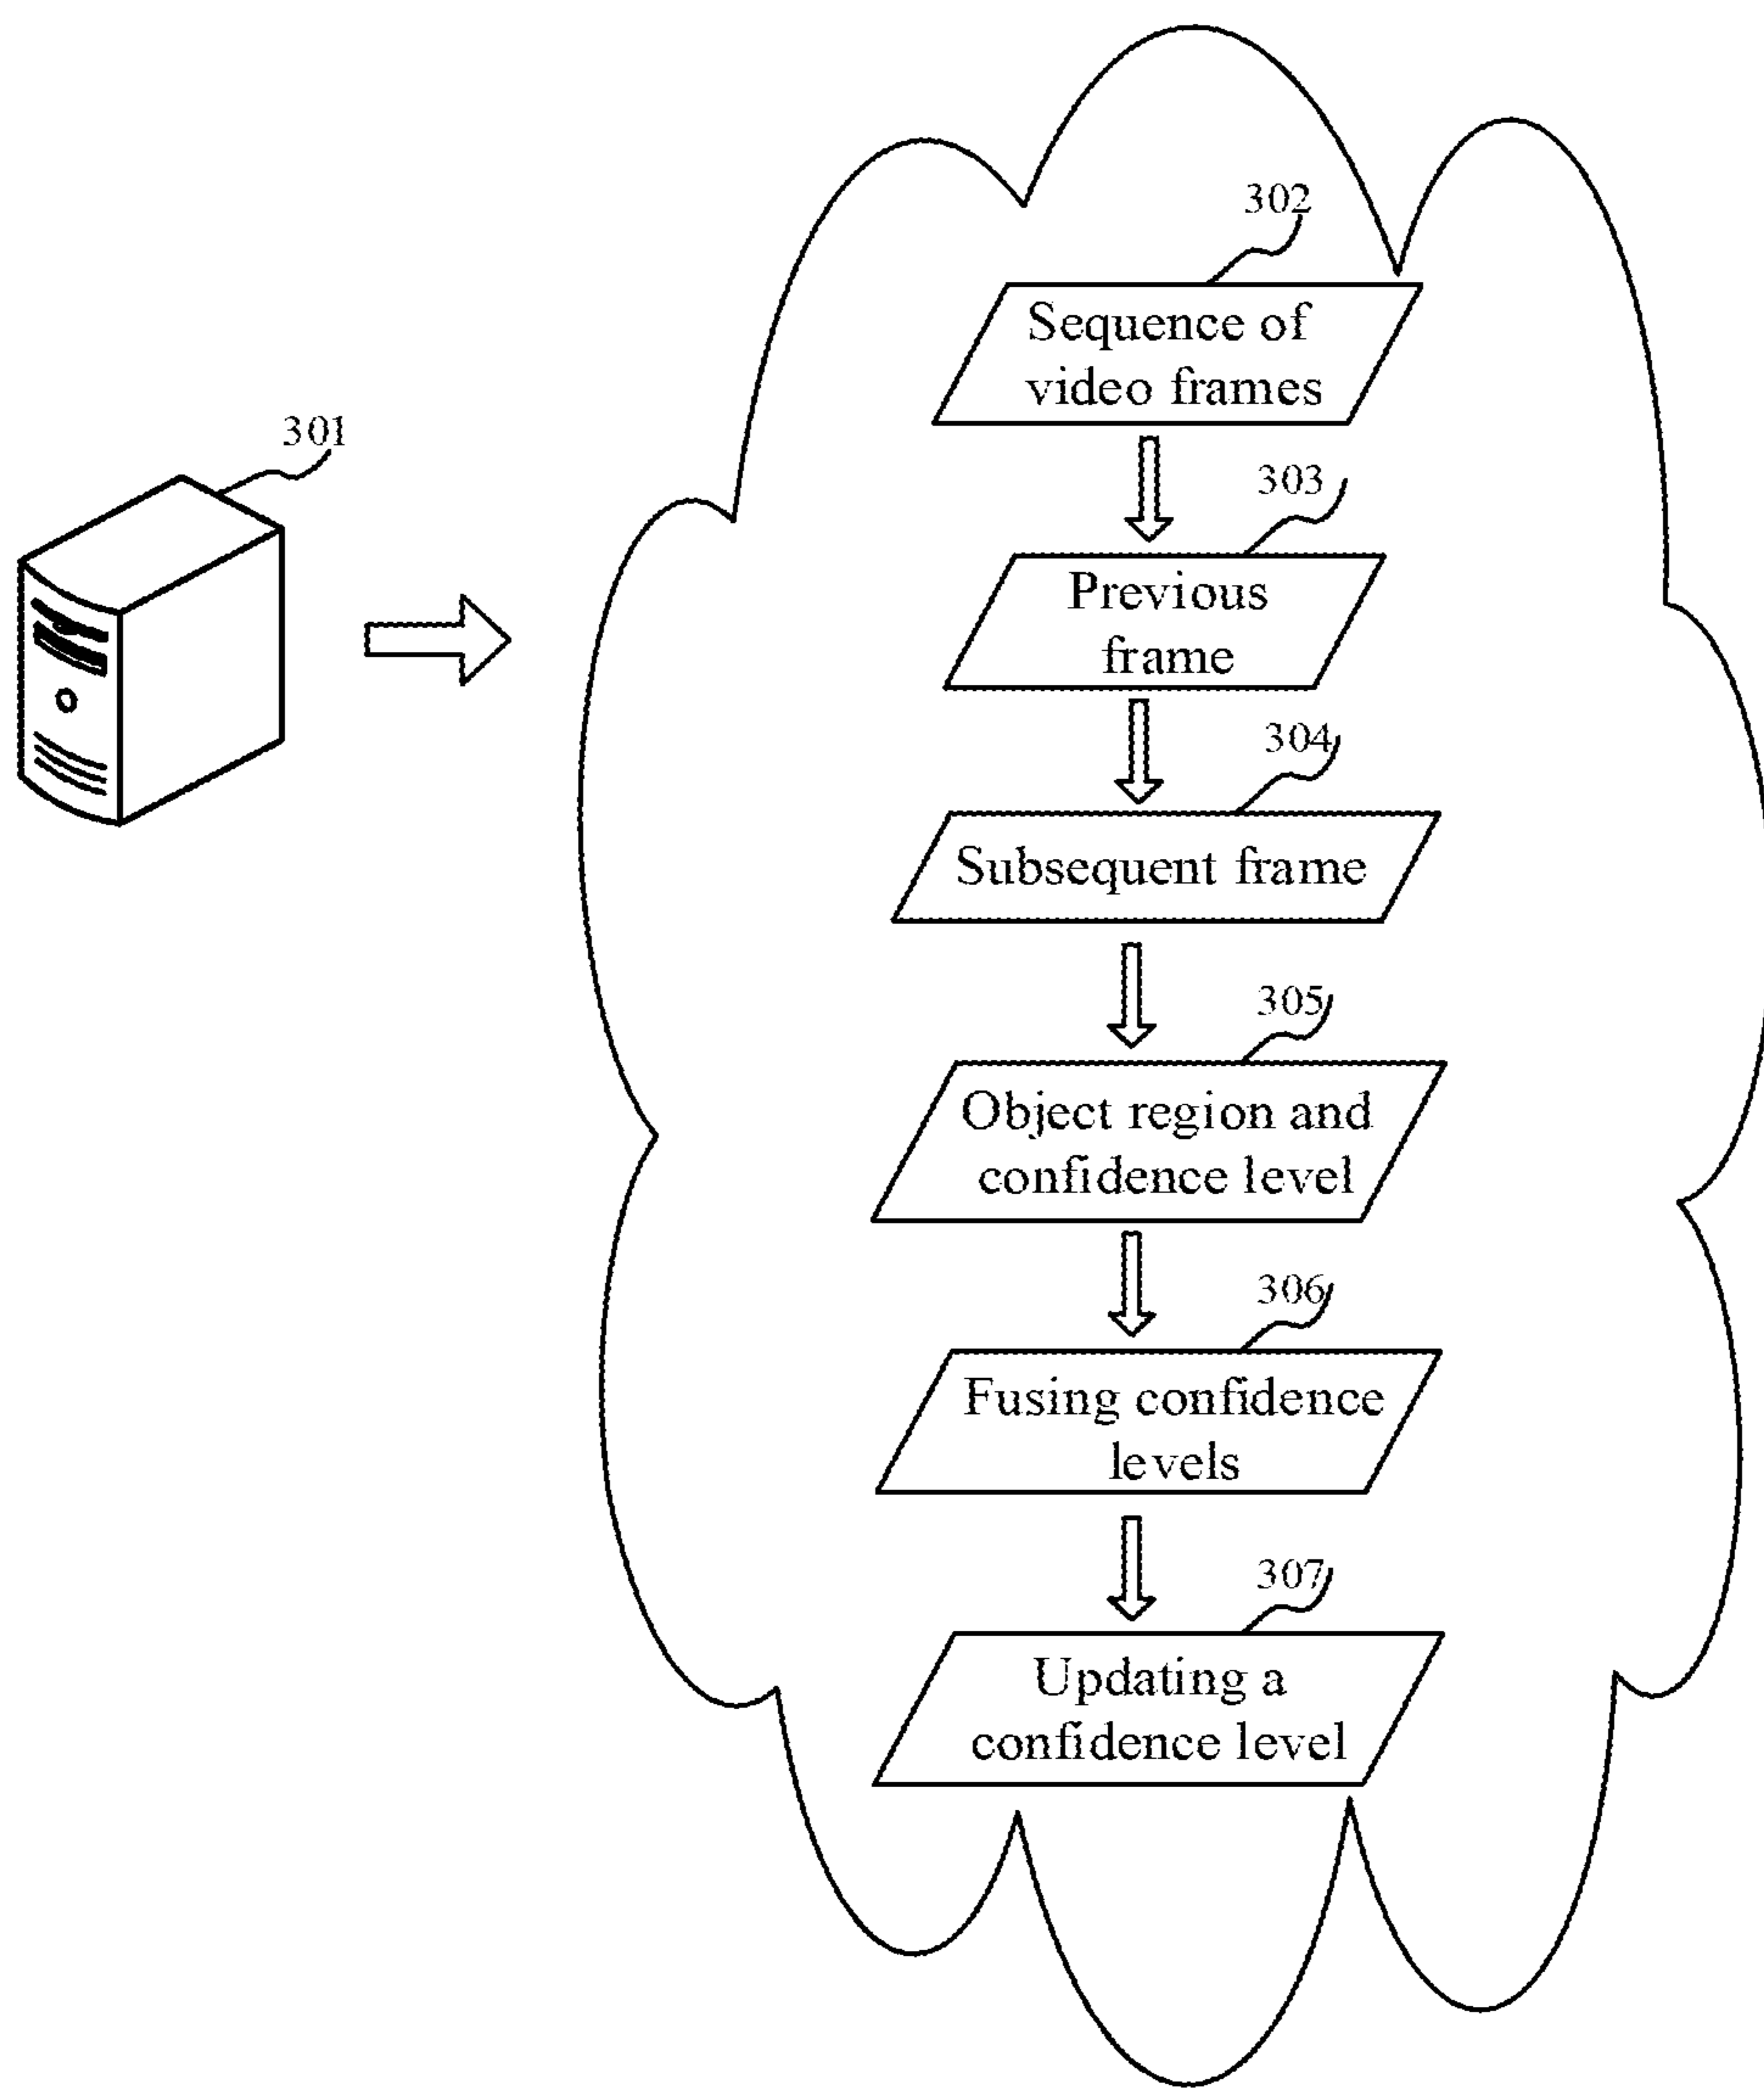 302
Sequence of
video frames
301
303
Previous
frame
304
Subsequent frame
305
Object region and
confidence level
306
Fusing confidence
levels
307
Updating a
confidence level